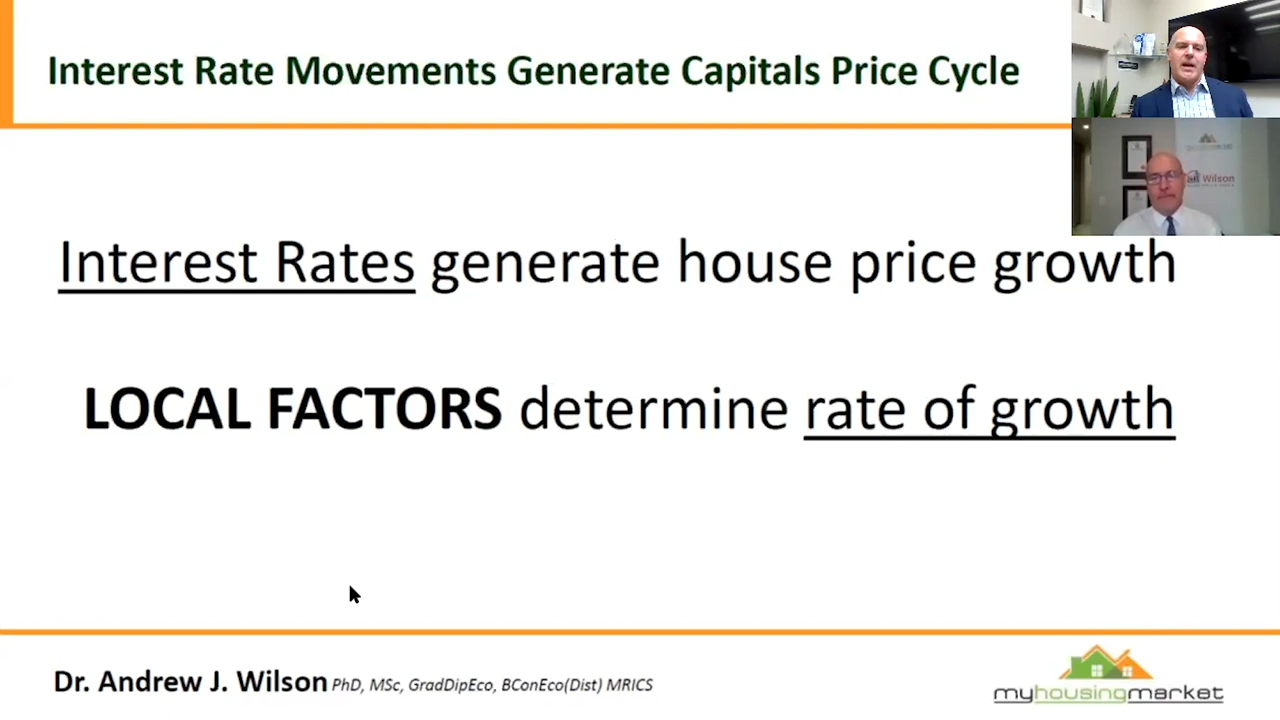 Interest Rate Movements Generate Capitals Price Cycle
Wilson
Interest Rates generate house price growth
LOCAL FACTORS determine rate of growth
Dr. Andrew J. Wilson PhD, MSc, GradDipEco, BConEco(Dist) MRICS
myhousingmarket